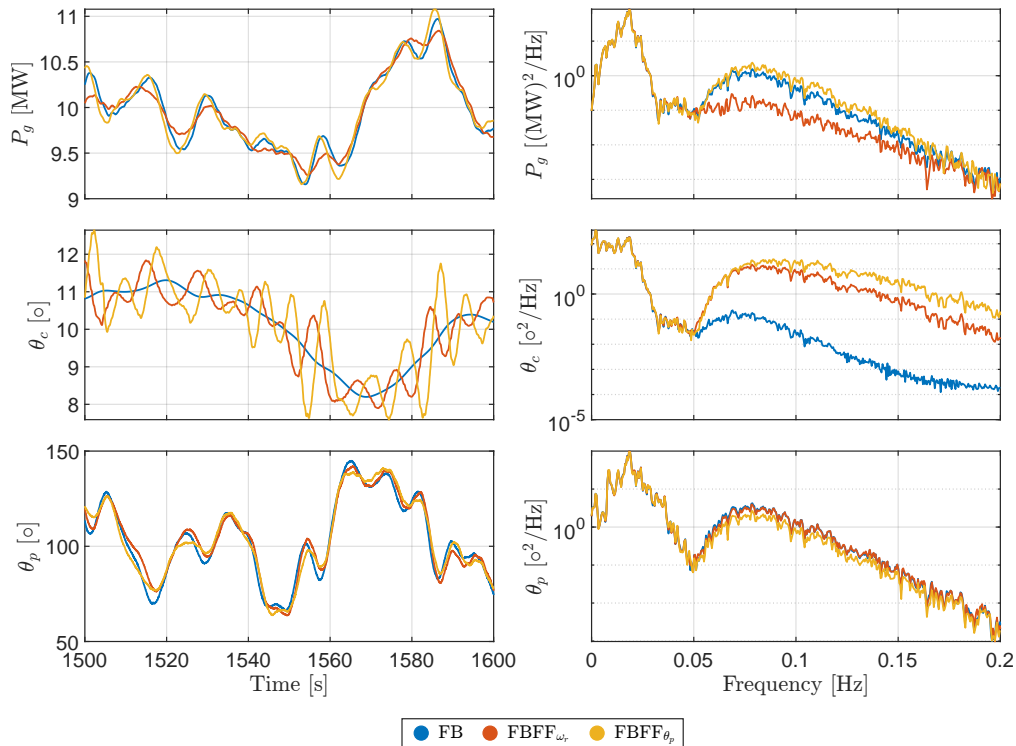 11
10.5
10
9.5
9
P_g [MW]
10^0
P_g [(MW)^2/Hz]
12
11
10
9
8
θ_c [∘]
10^0
10^-5
θ_c [∘^2/Hz]
150
100
50
θ_p [∘]
1500 1520 1540 1560 1580 1600
Time [s]
10^0
θ_p [∘^2/Hz]
0 0.05 0.1 0.15 0.2
Frequency [Hz]
FB FBFF_ω_r FBFF_θ_p